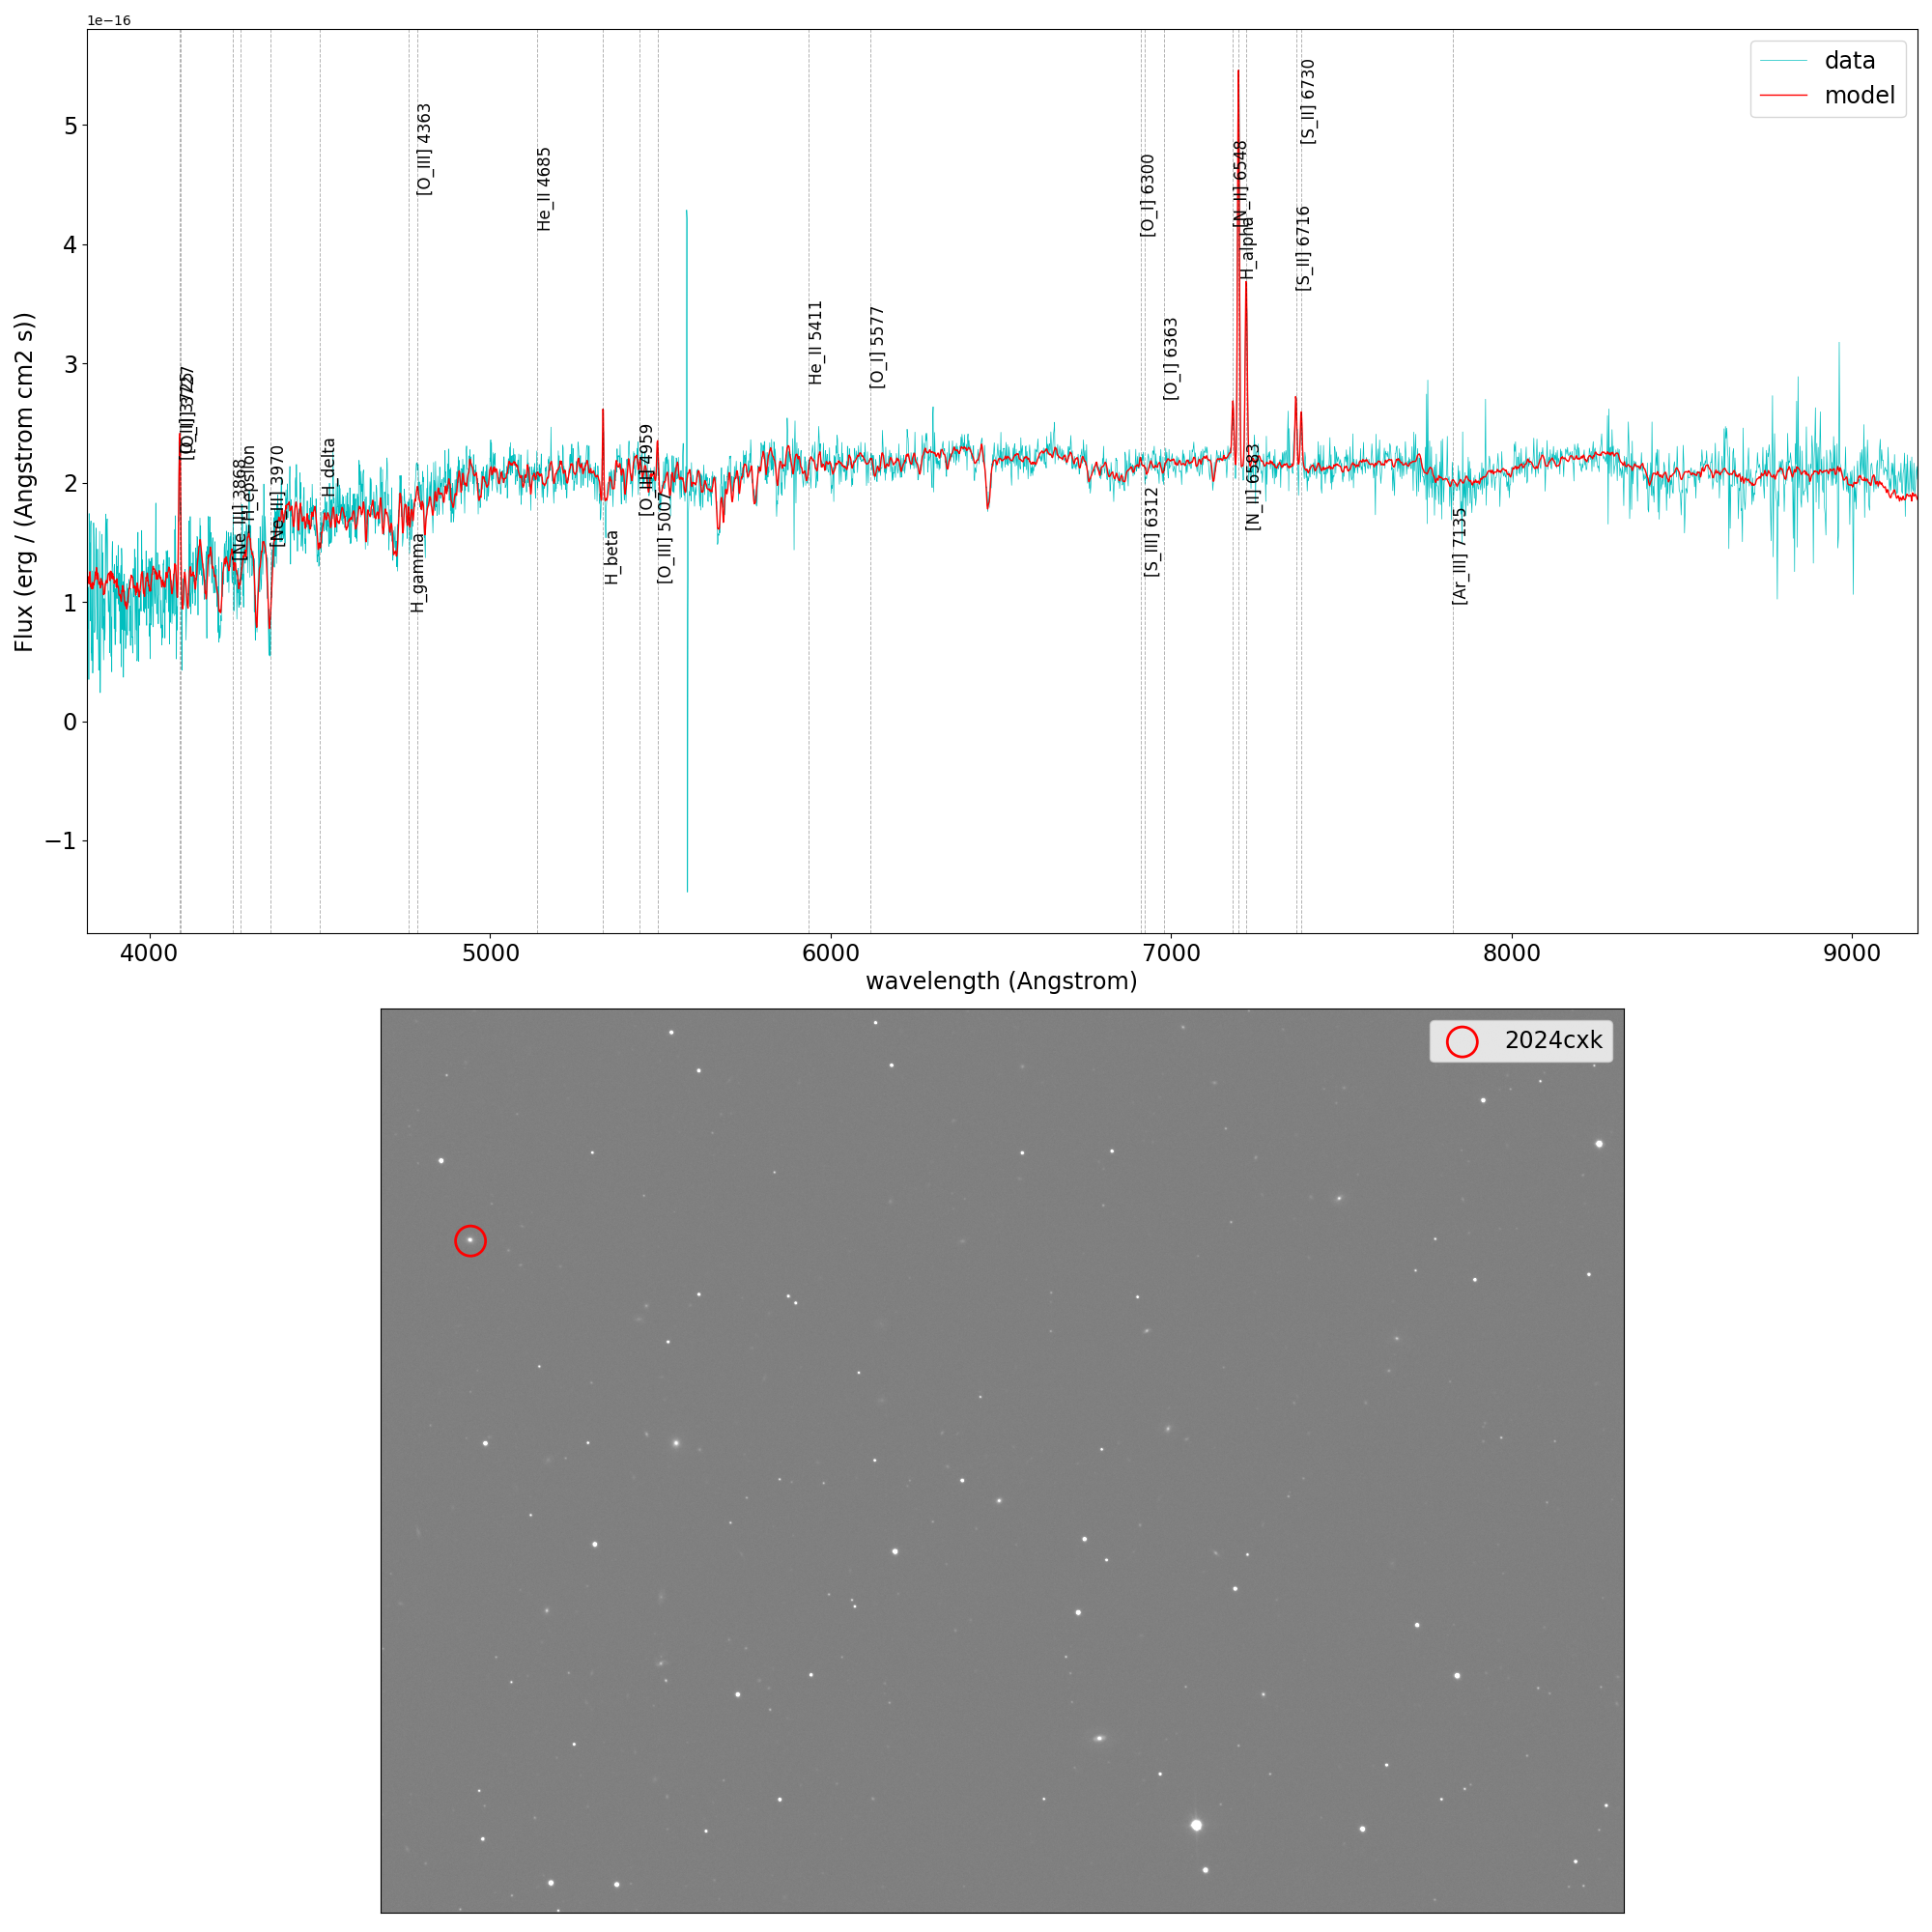 1e−16
data
model
5
4
3
2
1
0
−1
Flux (erg / (Angstrom cm2 s))
[O_II] 3727
[Ne_III] 3868
H_epsilon
[Ne_III] 3970
H_delta
H_gamma
[O_III] 4363
He_II 4685
H_beta
[O_III] 4959
[O_III] 5007
He_II 5411
[O_I] 5577
[O_I] 6300
[S_III] 6312
[O_I] 6363
[N_II] 6548
H_alpha
[N_II] 6583
[S_II] 6716
[S_II] 6730
[Ar_III] 7135
4000 5000 6000 7000 8000 9000
wavelength (Angstrom)
2024cxk